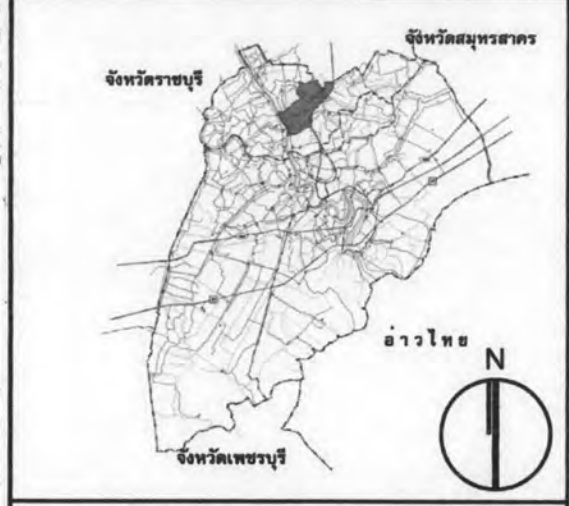 จังหวัดสมุทรสาคร
จังหวัดราชบุรี
อ่าวไทย
N
จังหวัดเพชรบุรี